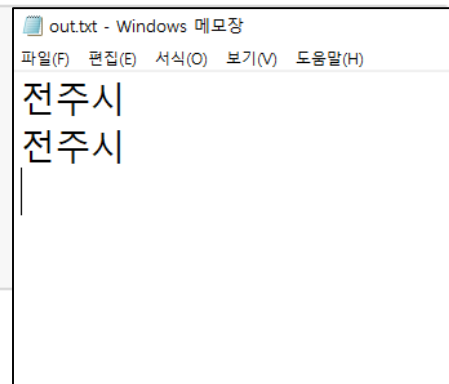 out.txt - Windows 메모장
파일(F) 편집(E) 서식(O) 보기(V) 도움말(H)
전주시
전주시